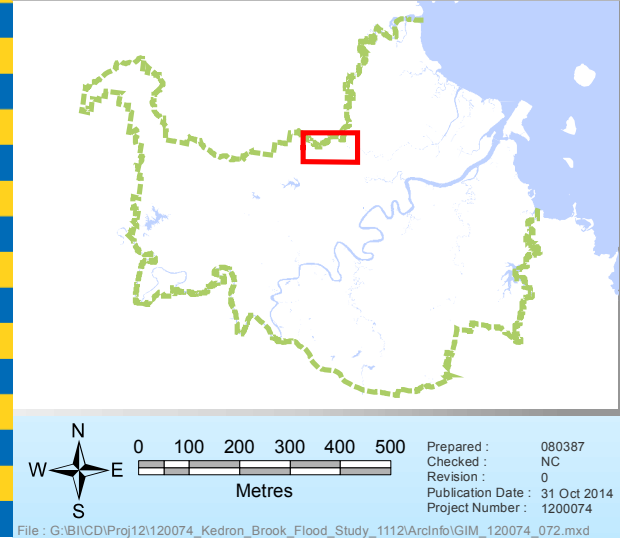 N
W E
S
0 100 200 300 400 500
Metres
Prepared : 080387
Checked : NC
Revision : 0
Publication Date : 31 Oct 2014
Project Number : 1200074
File : G:\BI\CD\Proj12\120074_Kedron_Brook_Flood_Study_1112\ArcInfo\GIM_120074_072.mxd